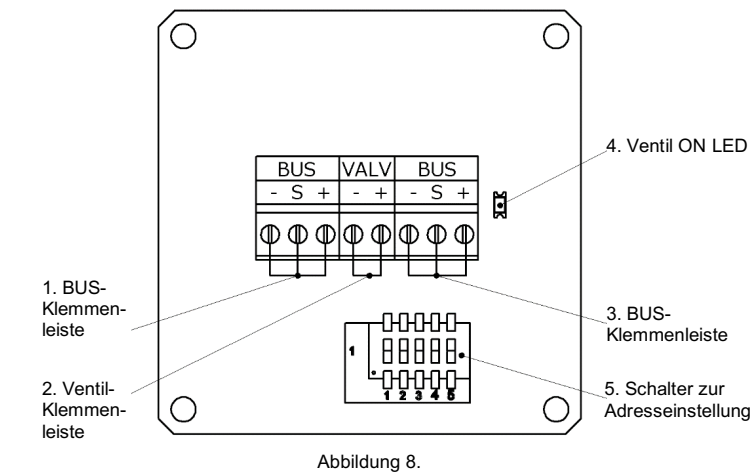 BUS VALV BUS
- S + - + - S +
4. Ventil ON LED
1. BUS-
Klemmen-
leiste
3. BUS-
Klemmenleiste
2. Ventil-
Klemmen-
leiste
1
1 2 3 4 5
5. Schalter zur
Adresseinstellung
Abbildung 8.